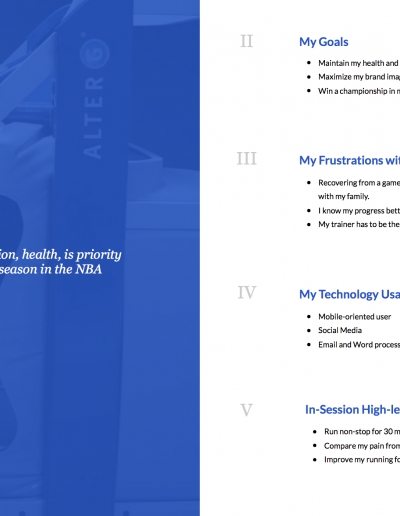 ALTER G
ion, health, is priority
season in the NBA
II
My Goals
Maintain my health and
Maximize my brand ima
Win a championship in m
III
My Frustrations wit
Recovering from a game
with my family.
I know my progress bett
My trainer has to be the
IV
My Technology Usa
Mobile-oriented user
Social Media
Email and Word process
V
In-Session High-le
Run non-stop for 30 m
Compare my pain from
Improve my running fo